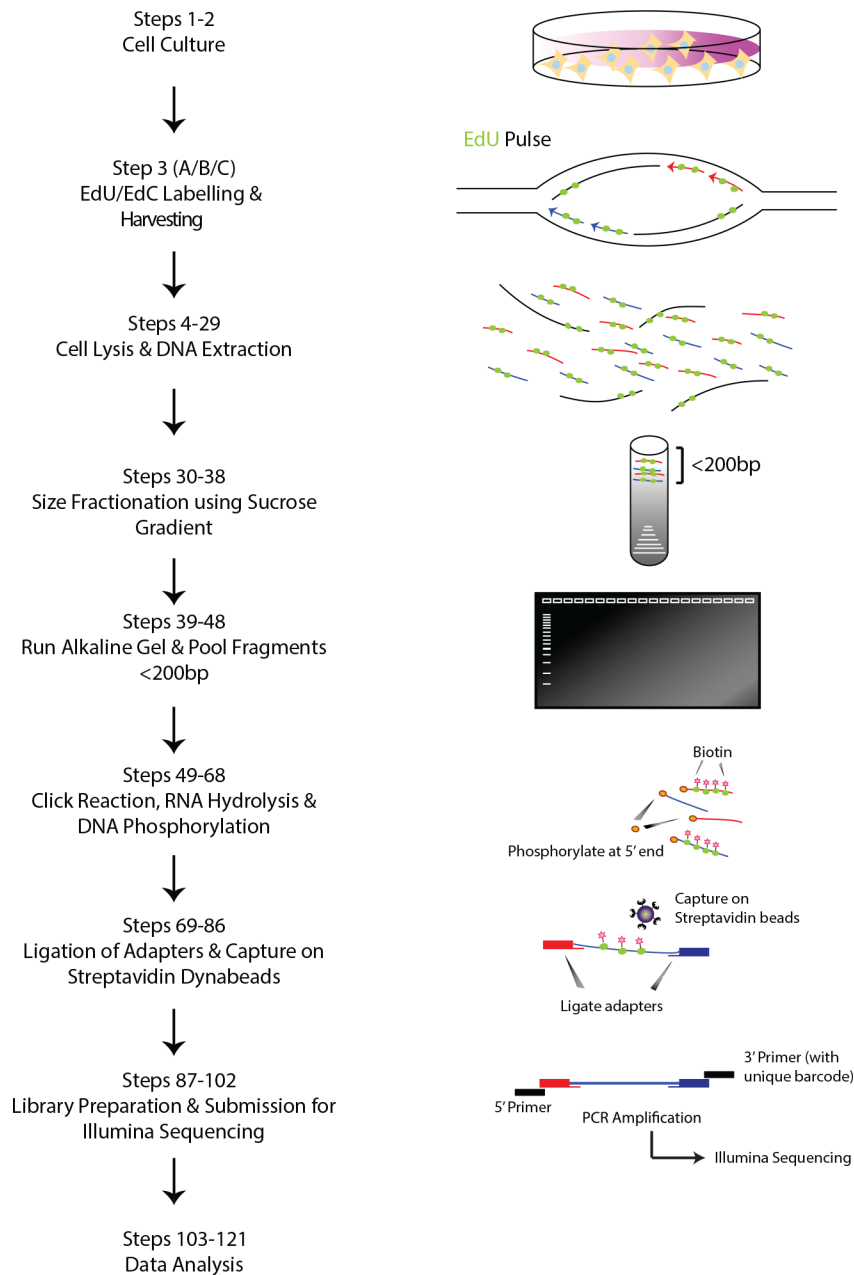 Steps 1-2
Cell Culture
EdU Pulse
Step 3 (A/B/C)
EdU/EdC Labelling &
Harvesting
Steps 4-29
Cell Lysis & DNA Extraction
Steps 30-38
Size Fractionation using Sucrose
Gradient
<200bp
Steps 39-48
Run Alkaline Gel & Pool Fragments
<200bp
Steps 49-68
Click Reaction, RNA Hydrolysis &
DNA Phosphorylation
Biotin
Phosphorylate at 5' end
Steps 69-86
Ligation of Adapters & Capture on
Streptavidin Dynabeads
Capture on
Streptavidin beads
Ligate adapters
Steps 87-102
Library Preparation & Submission for
Illumina Sequencing
3' Primer (with
unique barcode)
5' Primer
PCR Amplification
Illumina Sequencing
Steps 103-121
Data Analysis